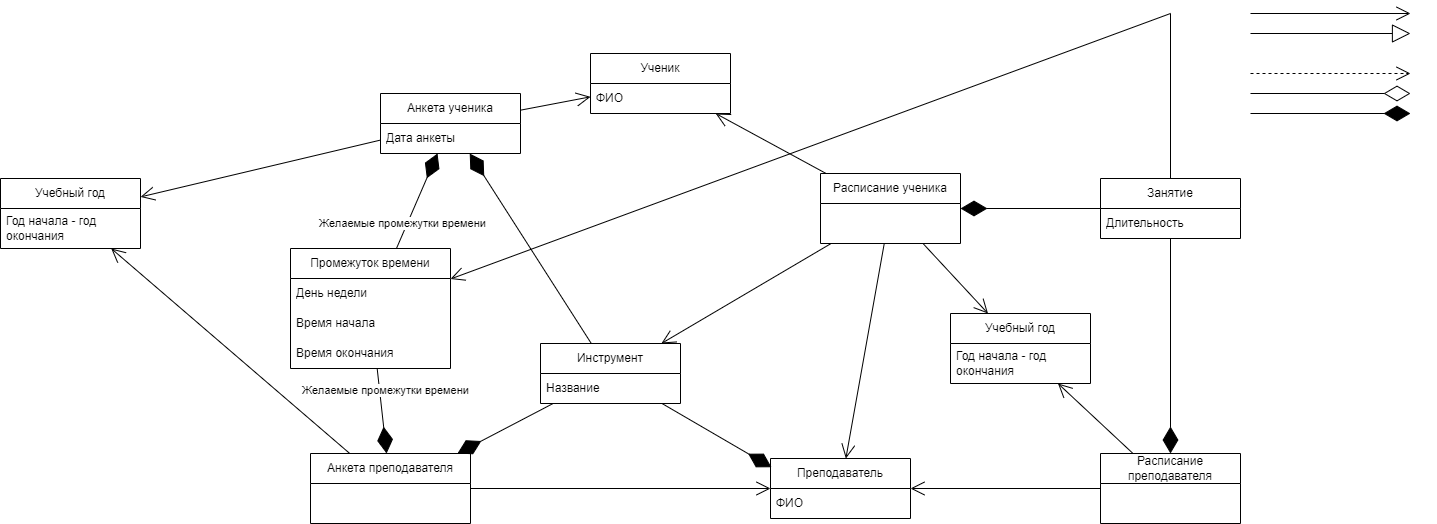 Ученик
ФИО
Анкета ученика
Дата анкеты
Учебный год
Год начала - год
окончания
Расписание ученика
Занятие
Длительность
Желаемые промежутки времени
Промежуток времени
День недели
Время начала
Время окончания
Учебный год
Год начала - год
окончания
Инструмент
Название
Желаемые промежутки времени
Анкета преподавателя
Преподаватель
ФИО
Расписание
преподавателя